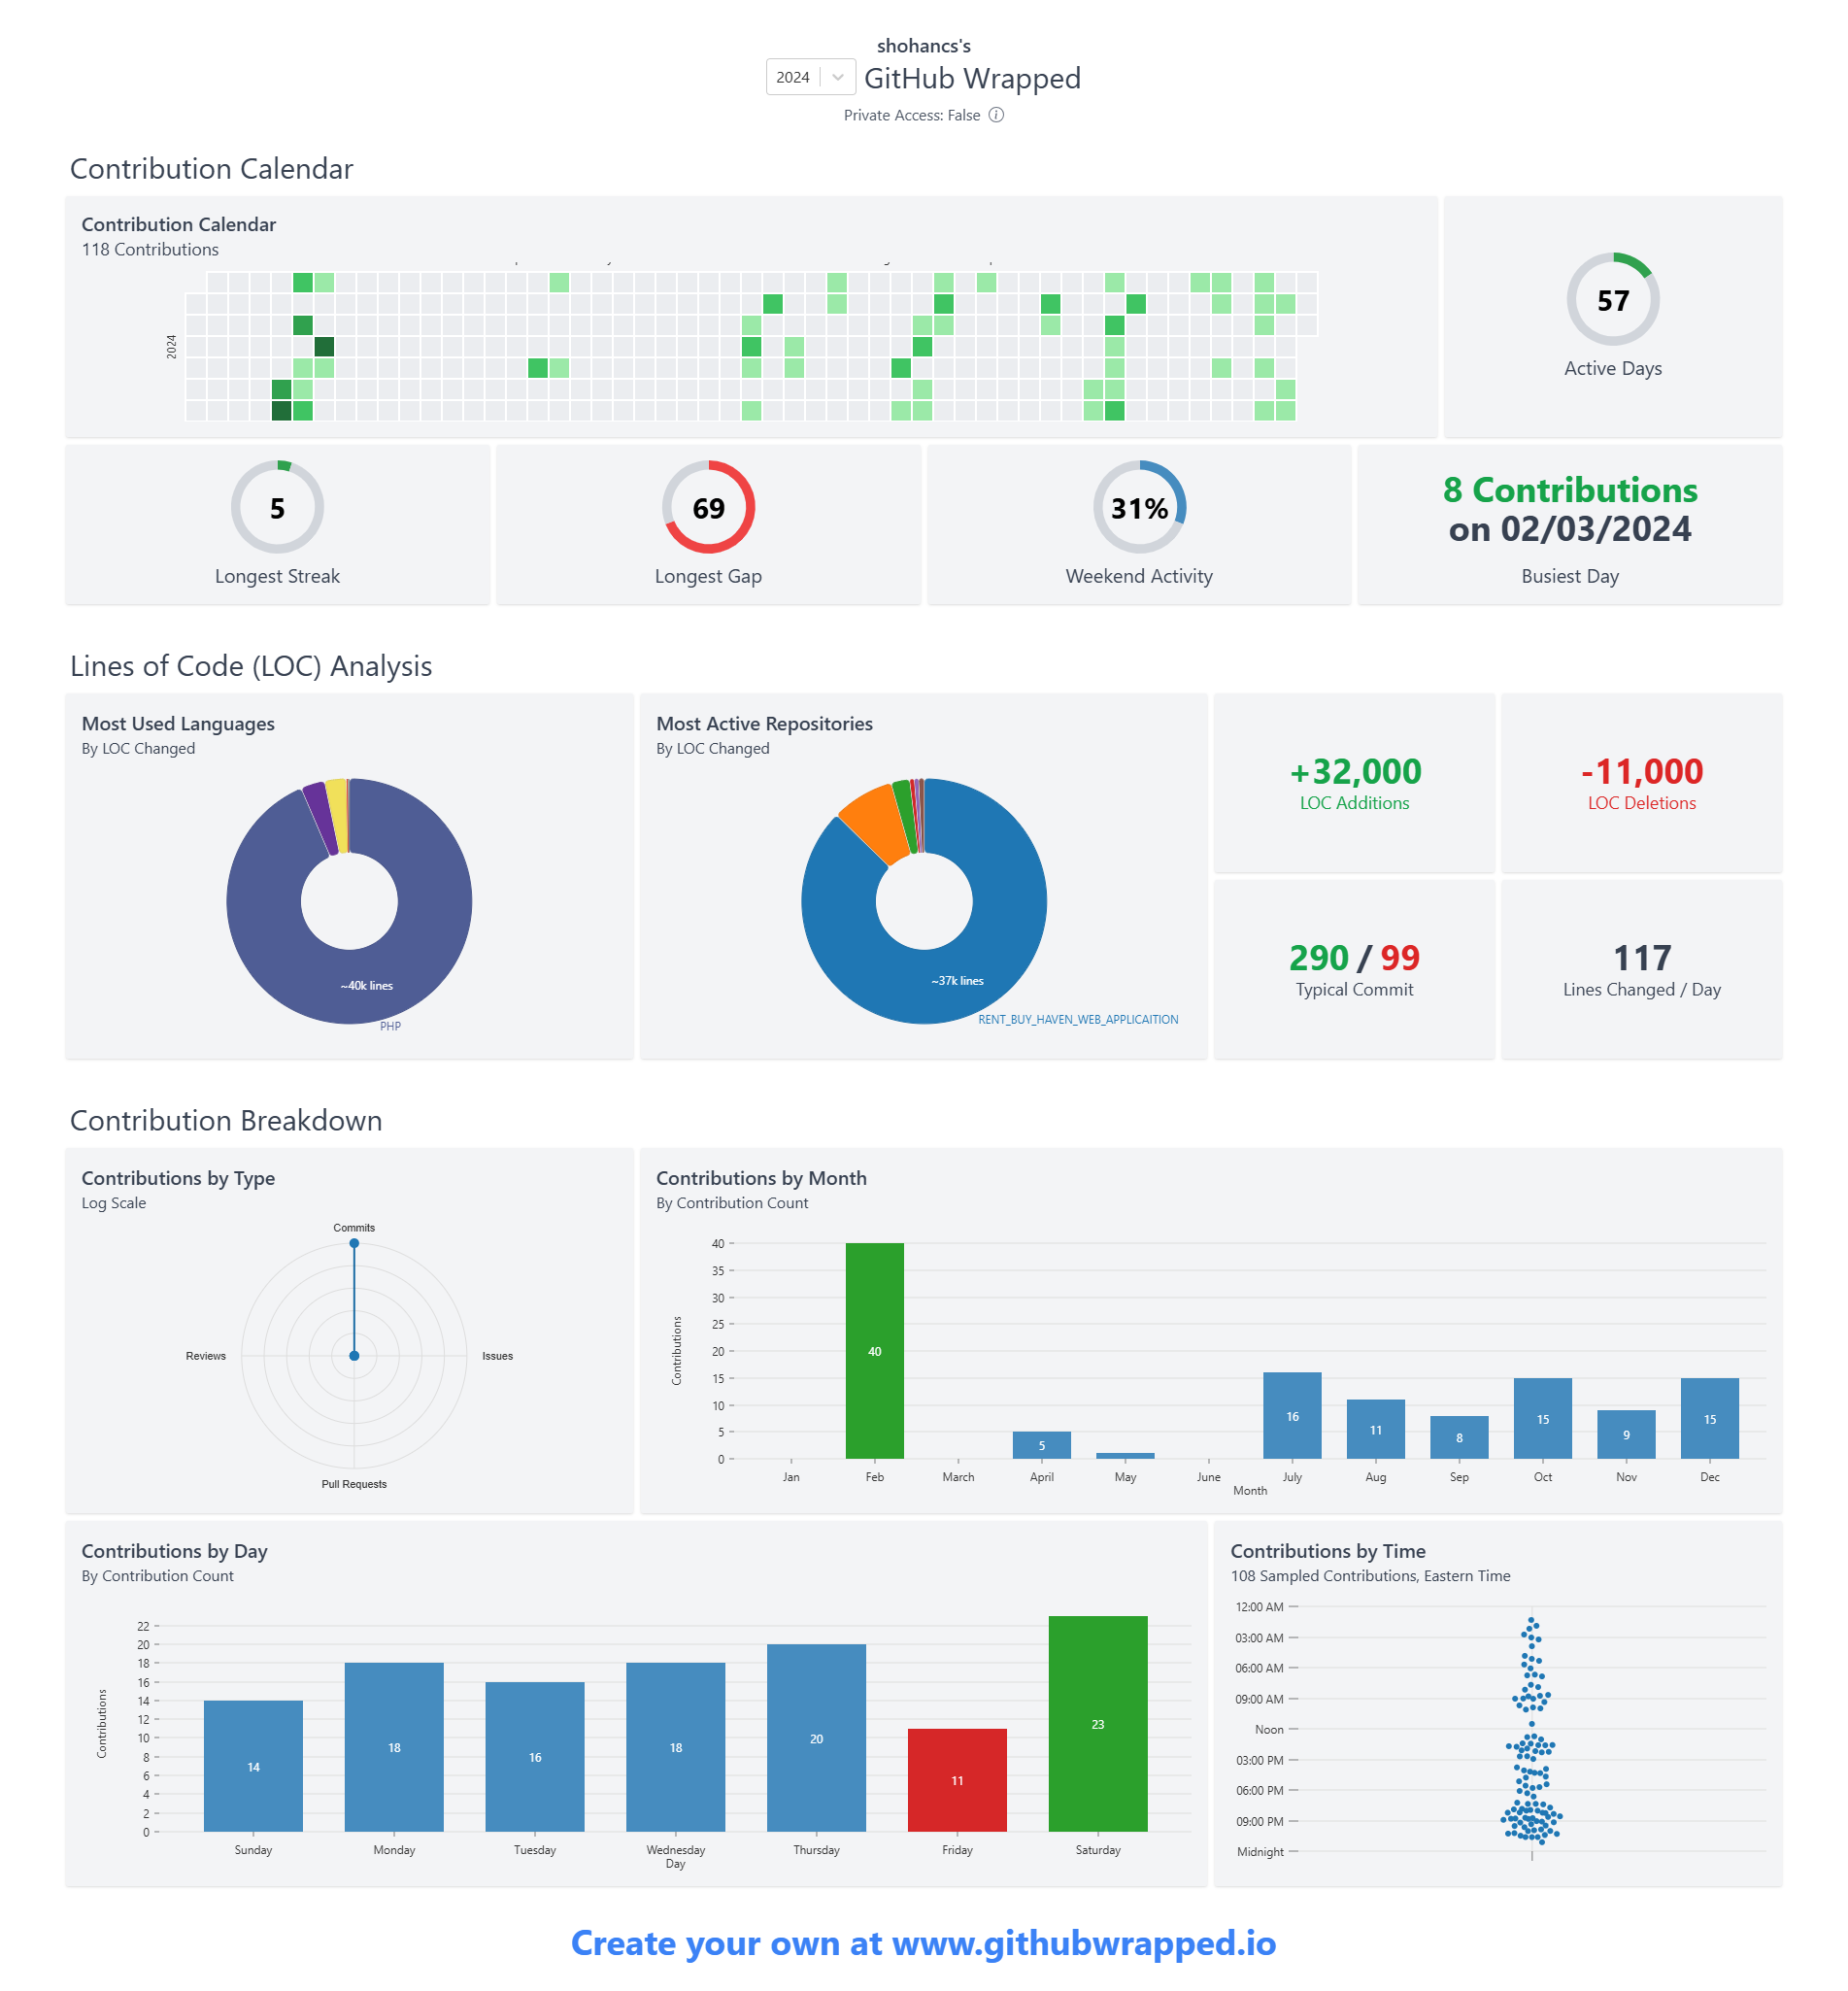 shohancs's
2024
GitHub Wrapped
Private Access: False
Contribution Calendar
Contribution Calendar
118 Contributions
2024
57
Active Days
5
Longest Streak
69
Longest Gap
31%
Weekend Activity
8 Contributions
on 02/03/2024
Busiest Day
Lines of Code (LOC) Analysis
Most Used Languages
By LOC Changed
~40k lines
PHP
Most Active Repositories
By LOC Changed
~37k lines
RENT_BUY_HAVEN_WEB_APPLICAITION
+32,000
LOC Additions
-11,000
LOC Deletions
290 / 99
Typical Commit
117
Lines Changed / Day
Contribution Breakdown
Contributions by Type
Log Scale
Commits
Reviews
Issues
Pull Requests
Contributions by Month
By Contribution Count
Contributions
40
35
30
25
20
15
10
5
0
40
5
16
11
8
15
9
15
Jan
Feb
March
April
May
June
July
Aug
Sep
Oct
Nov
Dec
Month
Contributions by Day
By Contribution Count
Contributions
22
20
18
16
14
12
10
8
6
4
2
0
14
18
16
18
20
11
23
Sunday
Monday
Tuesday
Wednesday
Thursday
Friday
Saturday
Day
Contributions by Time
108 Sampled Contributions, Eastern Time
12:00 AM
03:00 AM
06:00 AM
09:00 AM
Noon
03:00 PM
06:00 PM
09:00 PM
Midnight
Create your own at www.githubwrapped.io